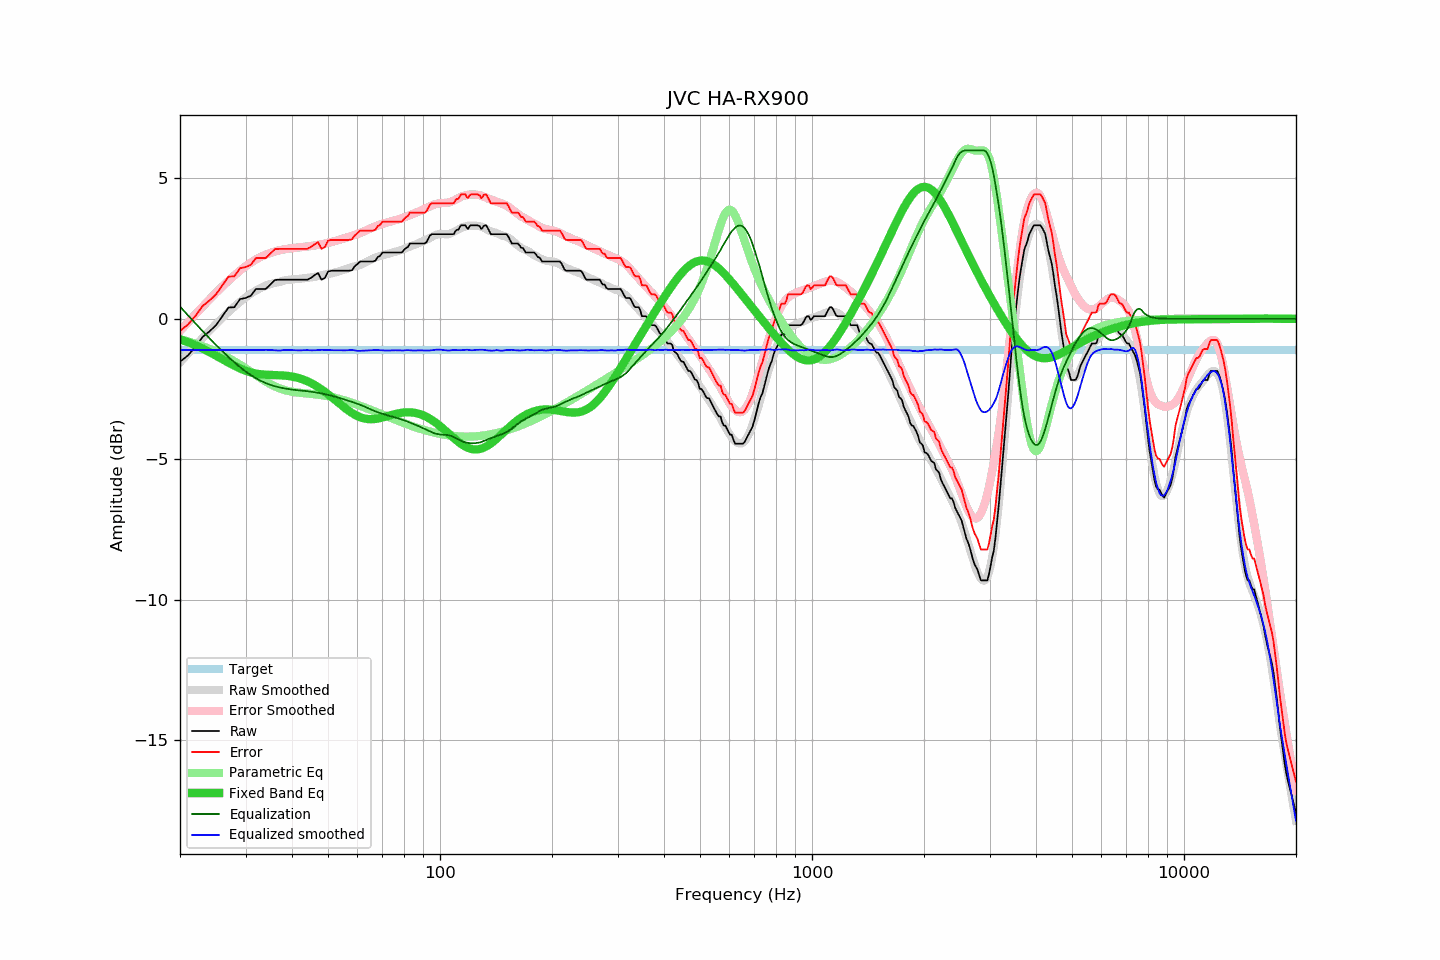 JVC HA-RX900
Amplitude (dBr)
5
0
−5
−10
−15
Target
Raw Smoothed
Error Smoothed
Raw
Error
Parametric Eq
Fixed Band Eq
Equalization
Equalized smoothed
100
1000
10000
Frequency (Hz)